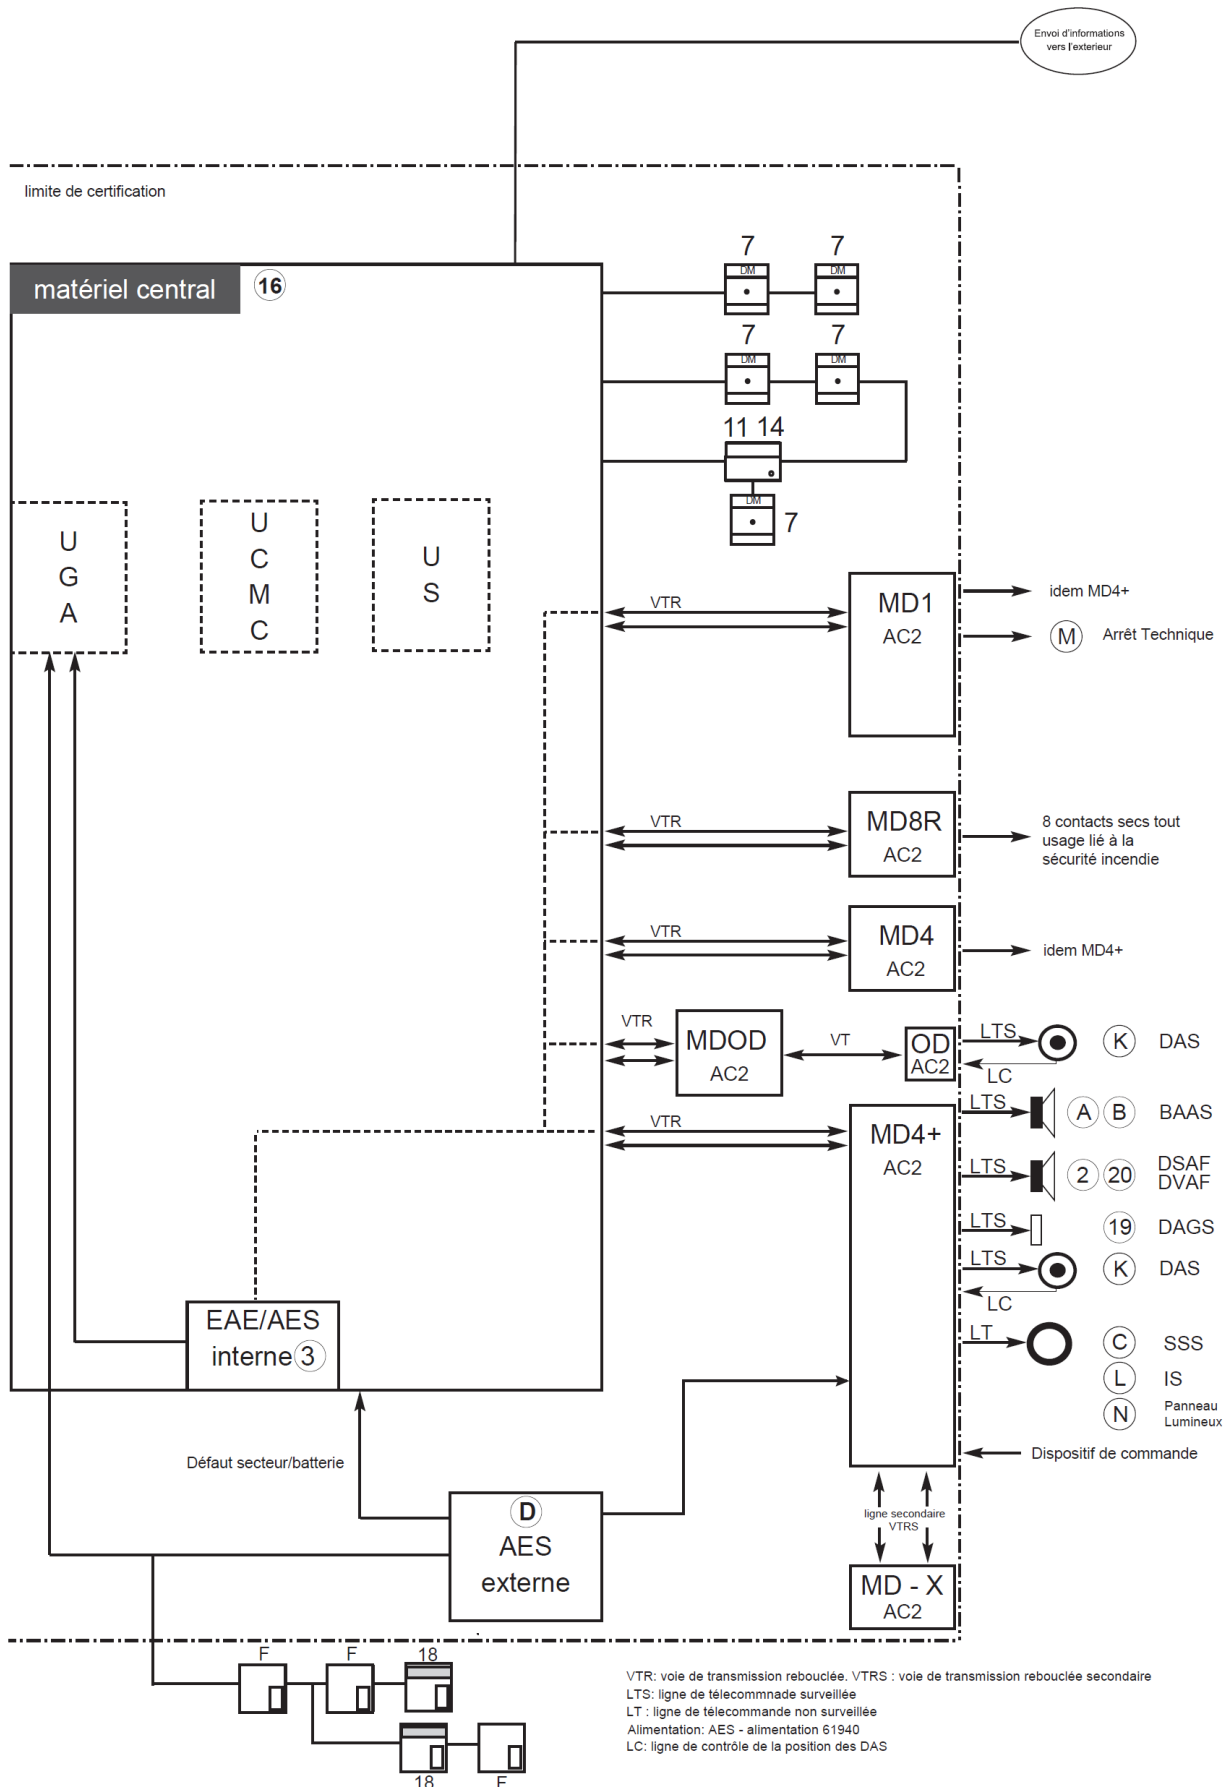 Envoi d'informations
vers l'exterieur
limite de certification
matériel central
16
7 7
DM DM
7 7
DM DM
11 14
DM
7
U
G
A
U
C
M
C
U
S
VTR
MD1
AC2
idem MD4+
M Arrêt Technique
VTR
MD8R
AC2
8 contacts secs tout
usage lié à la
sécurité incendie
VTR
MD4
AC2
idem MD4+
VTR
MDOD
AC2
VT
OD
AC2
LTS
LC
K DAS
VTR
MD4+
AC2
LTS
A B BAAS
LTS
2 20 DSAF
DVAF
LTS
19 DAGS
LTS
LC
K DAS
LT
C SSS
L IS
N Panneau
Lumineux
Dispositif de commande
EAE/AES
interne 3
Défaut secteur/batterie
D
AES
externe
ligne secondaire
VTRS
MD - X
AC2
F F 18
18 F
VTR: voie de transmission rebouclée. VTRS : voie de transmission rebouclée secondaire
LTS: ligne de télecommnade surveillée
LT : ligne de télecommande non surveillée
Alimentation: AES - alimentation 61940
LC: ligne de contrôle de la position des DAS